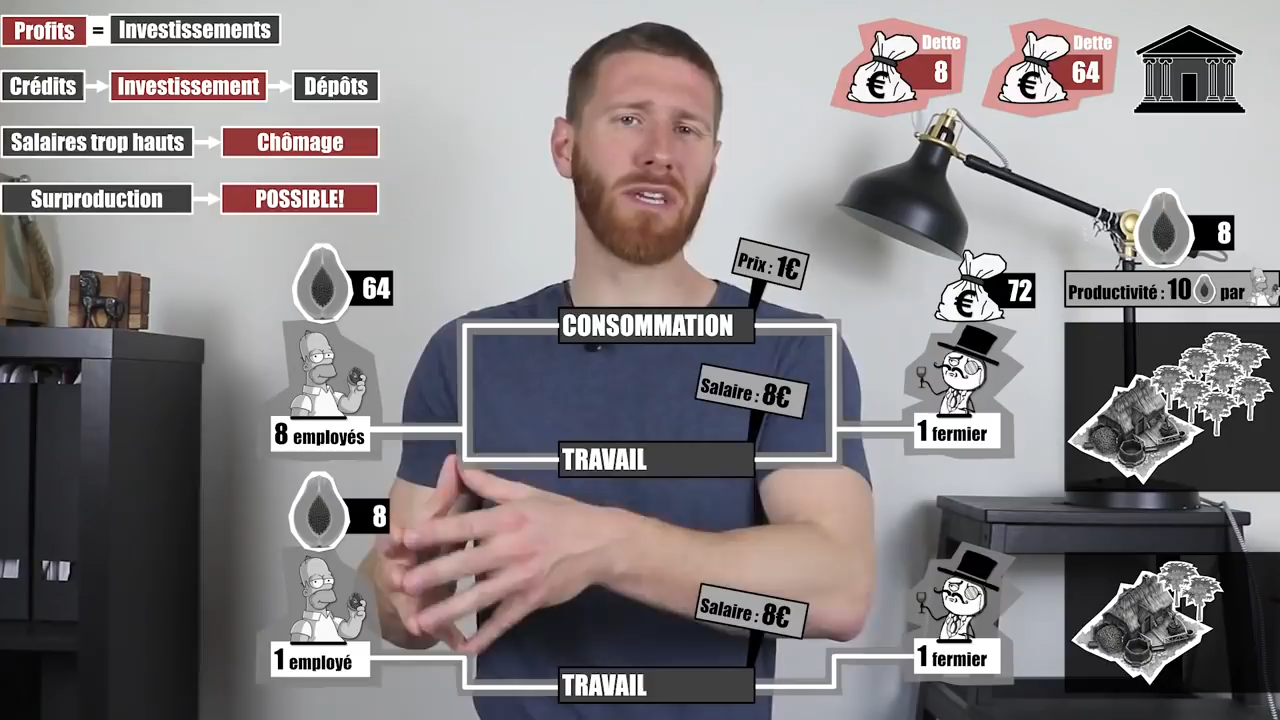 Profits = Investissements
Crédits Investissement Dépôts
Salaires trop hauts Chômage
Surproduction POSSIBLE!
Dette 8
Dette 64
€
€
64
8 employés
CONSOMMATION
Prix : 1€
Salaire : 8€
TRAVAIL
€ 72
1 fermier
8
Productivité : 10 par
8
1 employé
Salaire : 8€
TRAVAIL
1 fermier